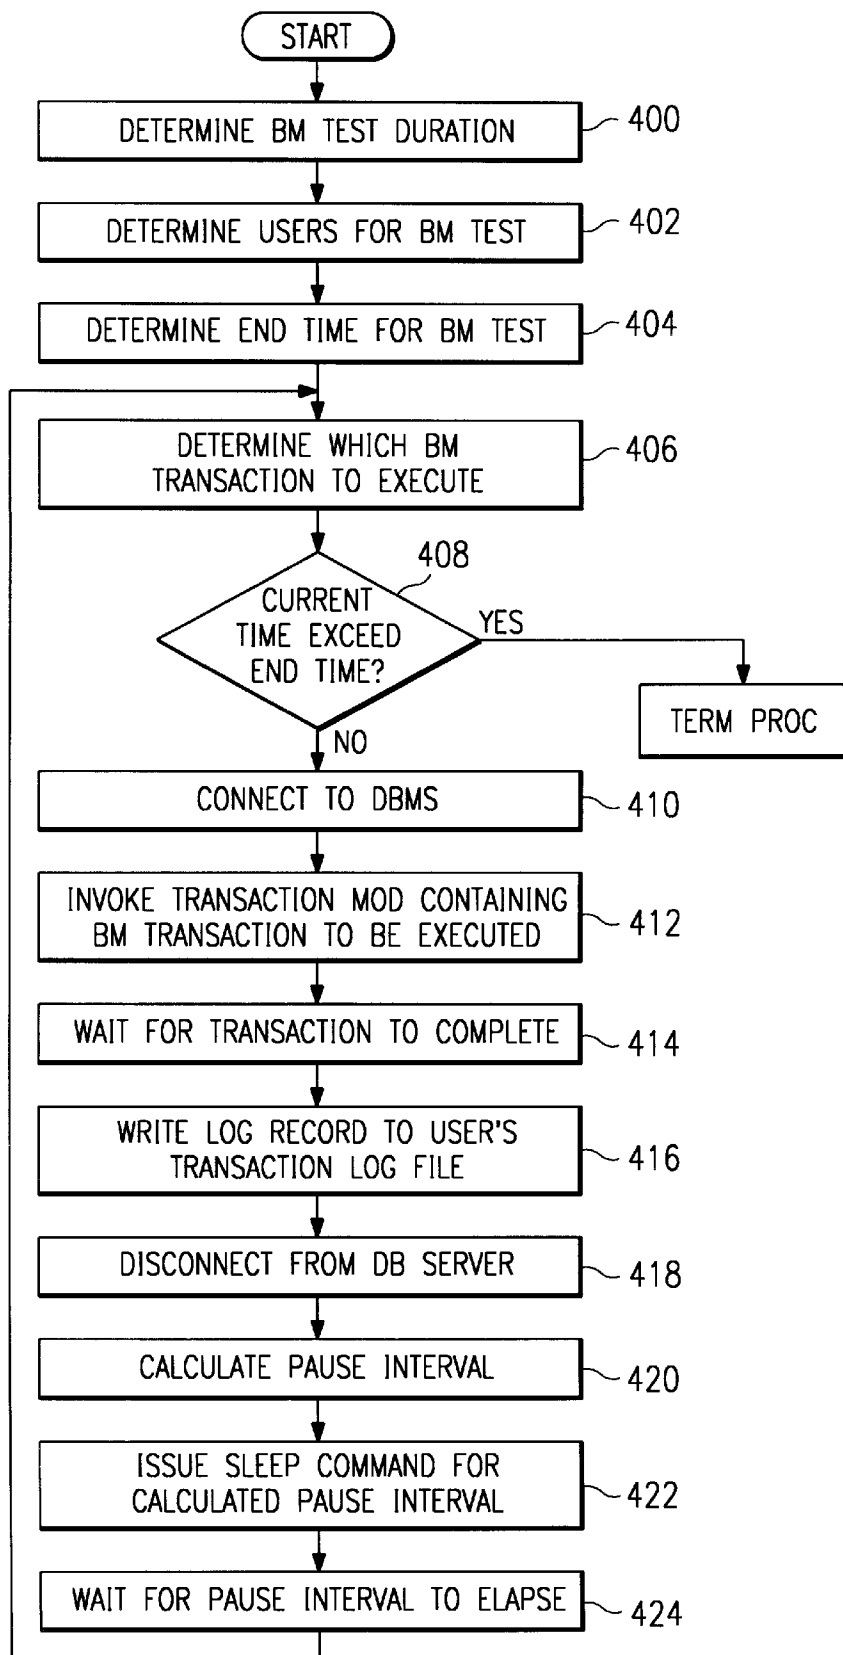 START
DETERMINE BM TEST DURATION
400
DETERMINE USERS FOR BM TEST
402
DETERMINE END TIME FOR BM TEST
404
DETERMINE WHICH BM
TRANSACTION TO EXECUTE
406
408
CURRENT
TIME EXCEED
END TIME?
YES
TERM PROC
NO
CONNECT TO DBMS
410
INVOKE TRANSACTION MOD CONTAINING
BM TRANSACTION TO BE EXECUTED
412
WAIT FOR TRANSACTION TO COMPLETE
414
WRITE LOG RECORD TO USER'S
TRANSACTION LOG FILE
416
DISCONNECT FROM DB SERVER
418
CALCULATE PAUSE INTERVAL
420
ISSUE SLEEP COMMAND FOR
CALCULATED PAUSE INTERVAL
422
WAIT FOR PAUSE INTERVAL TO ELAPSE
424